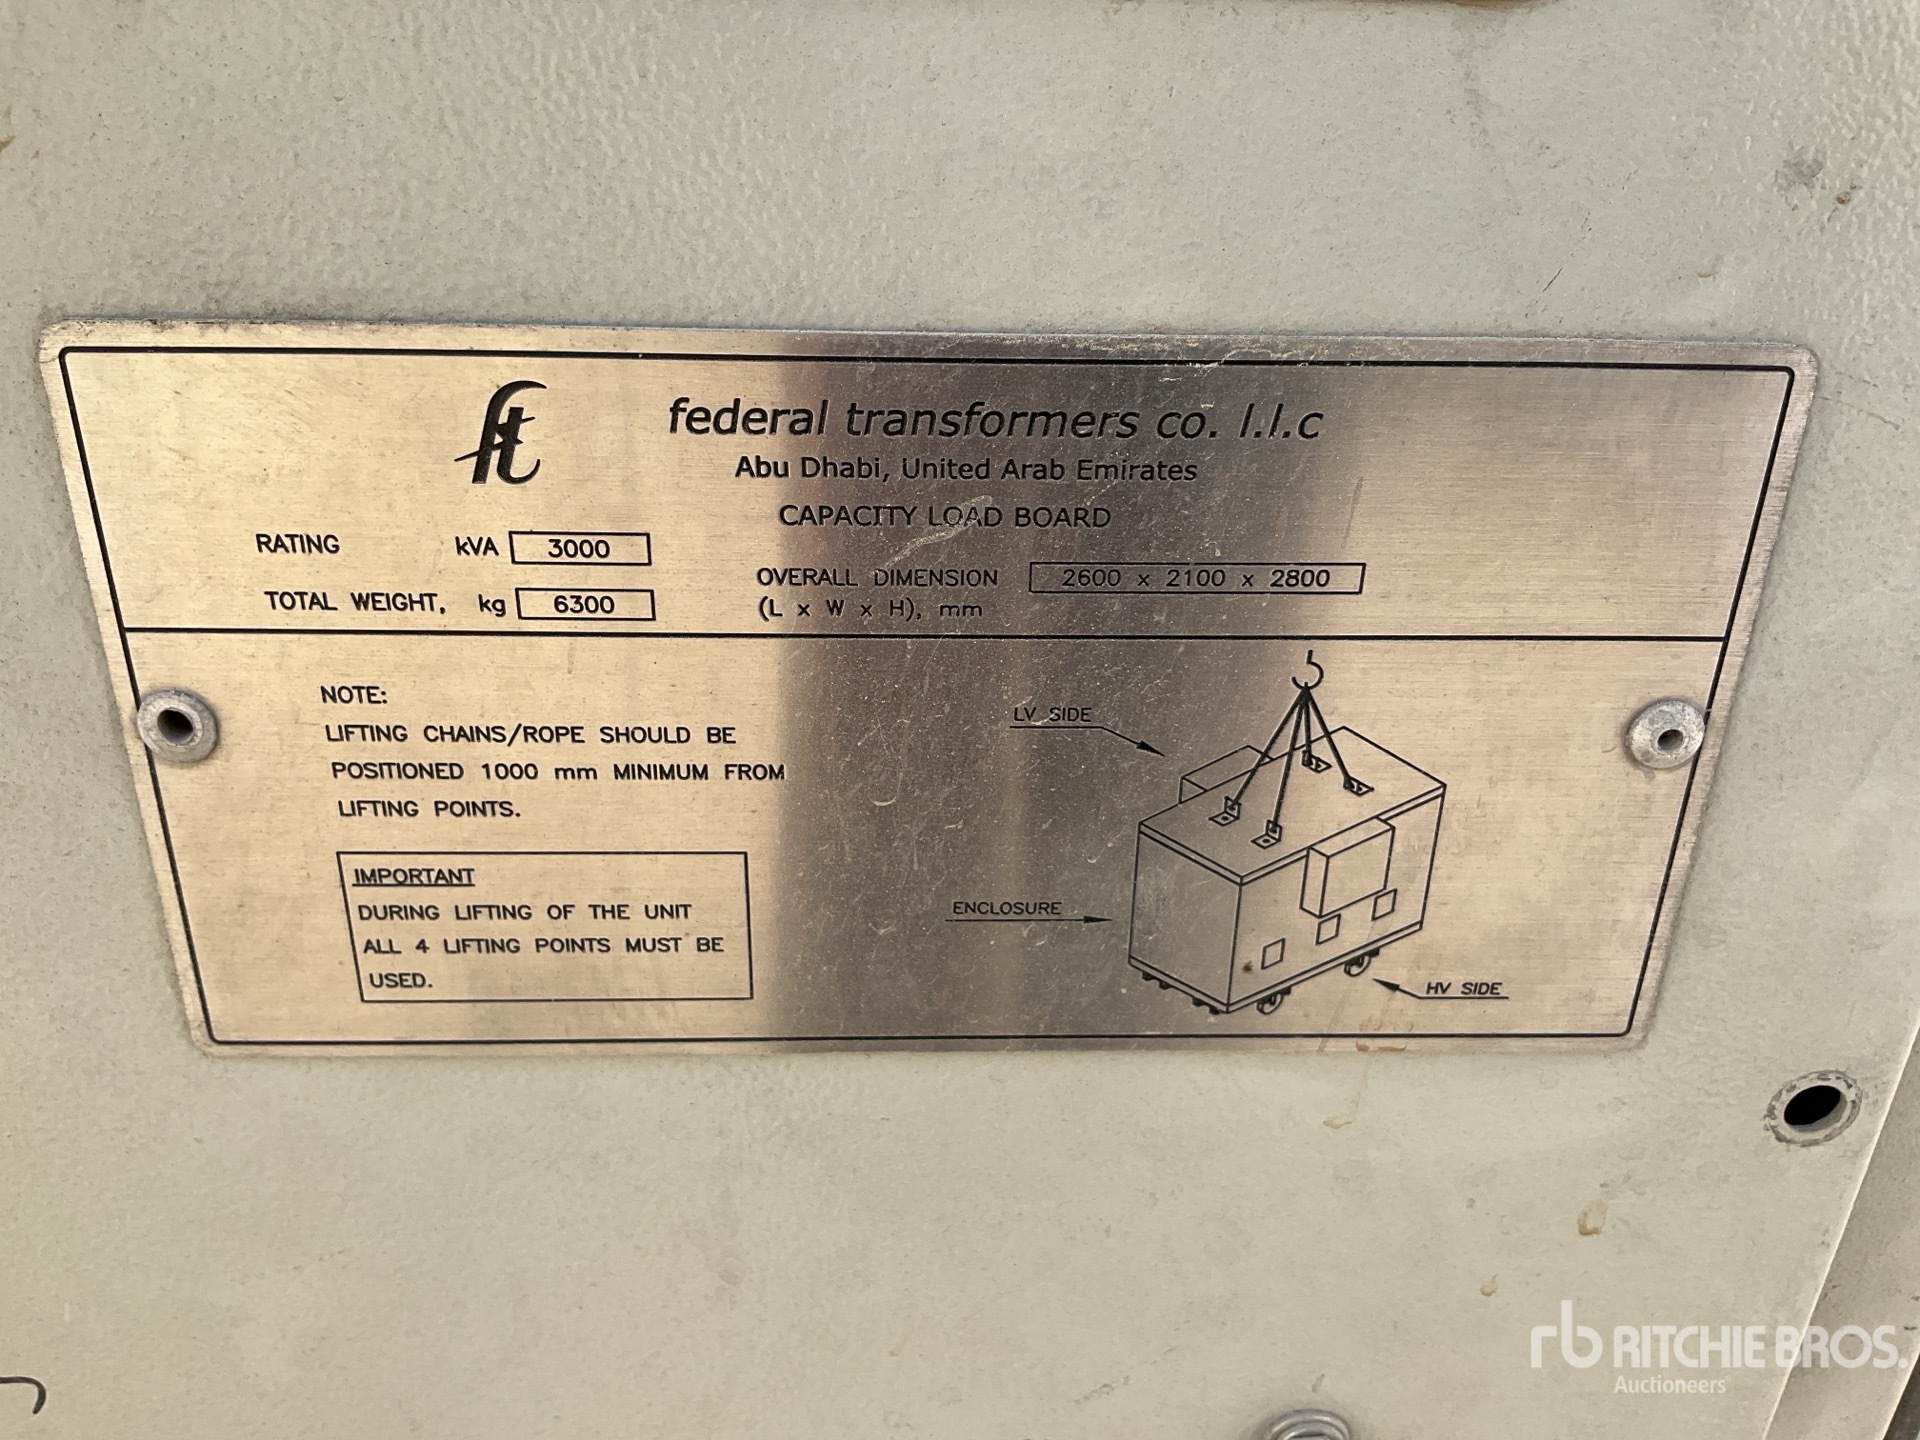 ft
federal transformers co. l.l.c
Abu Dhabi, United Arab Emirates
CAPACITY LOAD BOARD
RATING kVA 3000
TOTAL WEIGHT, kg 6300
OVERALL DIMENSION 2600 x 2100 x 2800
(L x W x H), mm
NOTE:
LIFTING CHAINS/ROPE SHOULD BE
POSITIONED 1000 mm MINIMUM FROM
LIFTING POINTS.
IMPORTANT
DURING LIFTING OF THE UNIT
ALL 4 LIFTING POINTS MUST BE
USED.
LV SIDE
ENCLOSURE
HV SIDE
rb RITCHIE BROS.
Auctioneers